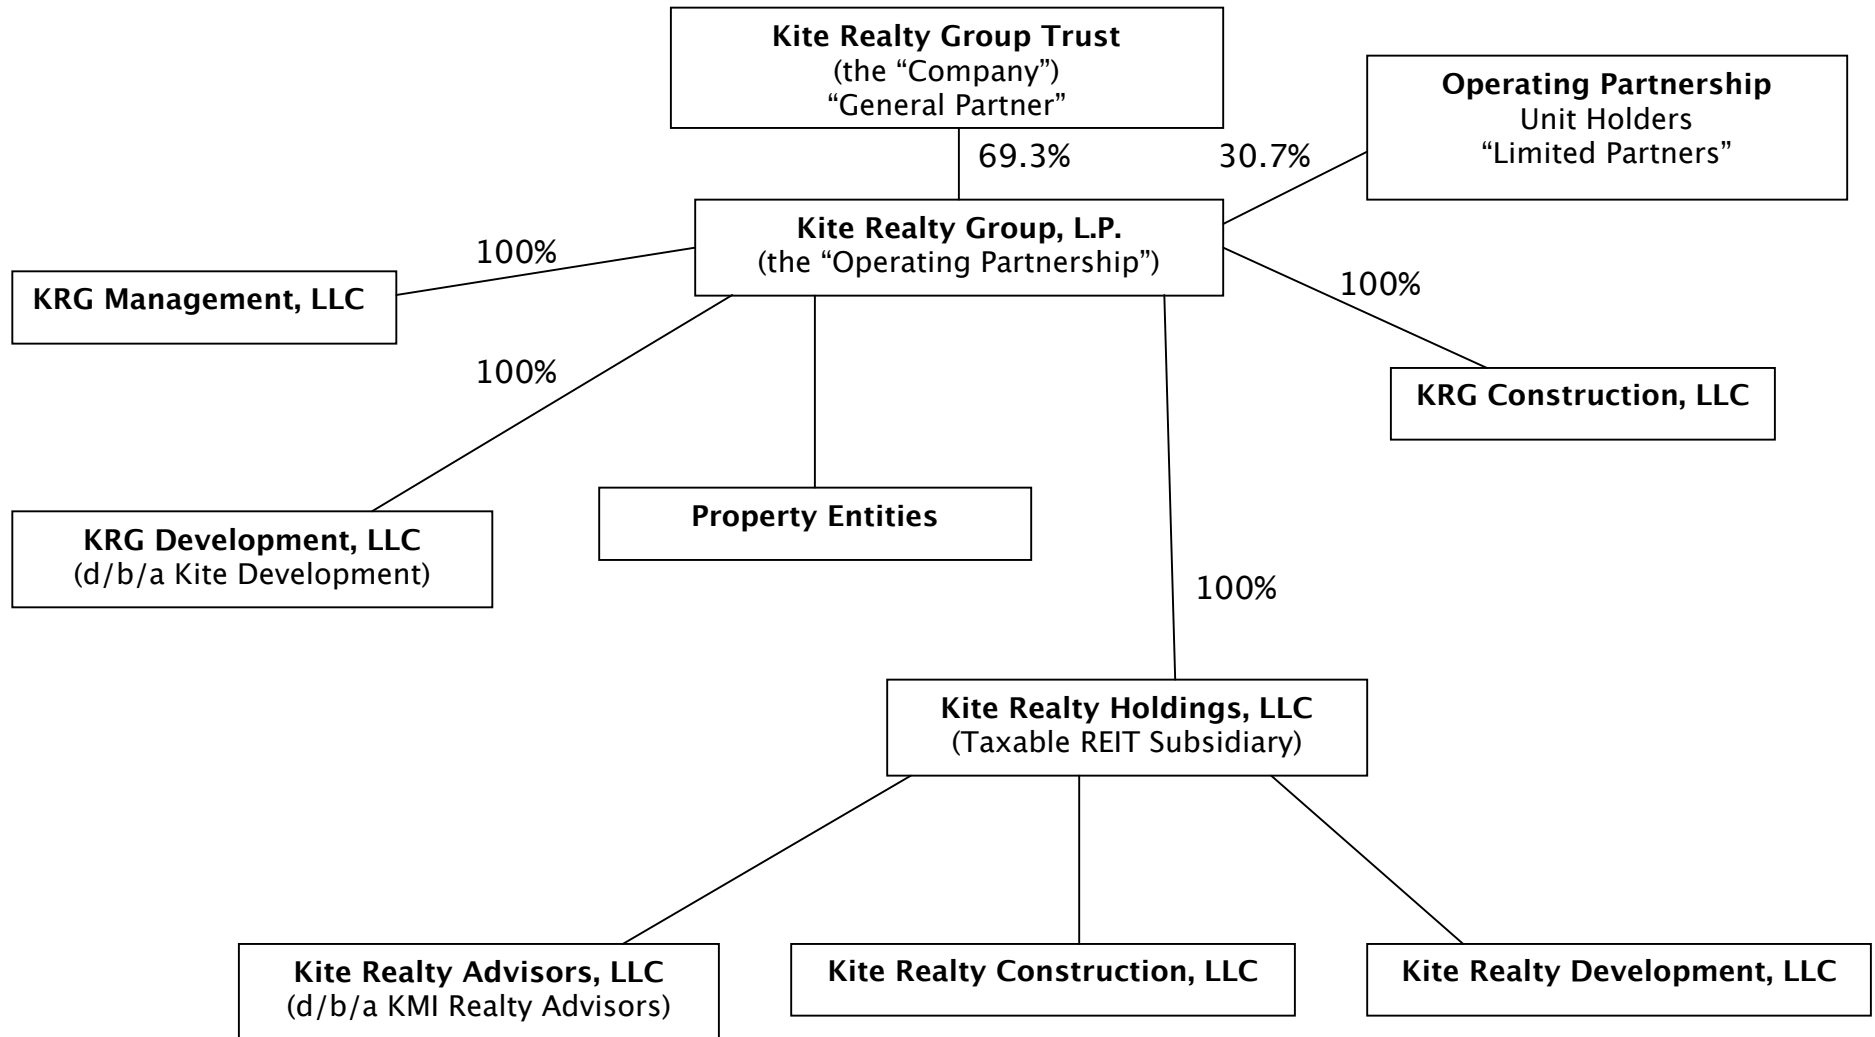 Kite Realty Group Trust
(the “Company”)
“General Partner”
Operating Partnership
Unit Holders
“Limited Partners”
69.3%
30.7%
Kite Realty Group, L.P.
(the “Operating Partnership”)
100%
KRG Management, LLC
100%
KRG Construction, LLC
100%
KRG Development, LLC
(d/b/a Kite Development)
Property Entities
100%
Kite Realty Holdings, LLC
(Taxable REIT Subsidiary)
Kite Realty Advisors, LLC
(d/b/a KMI Realty Advisors)
Kite Realty Construction, LLC
Kite Realty Development, LLC